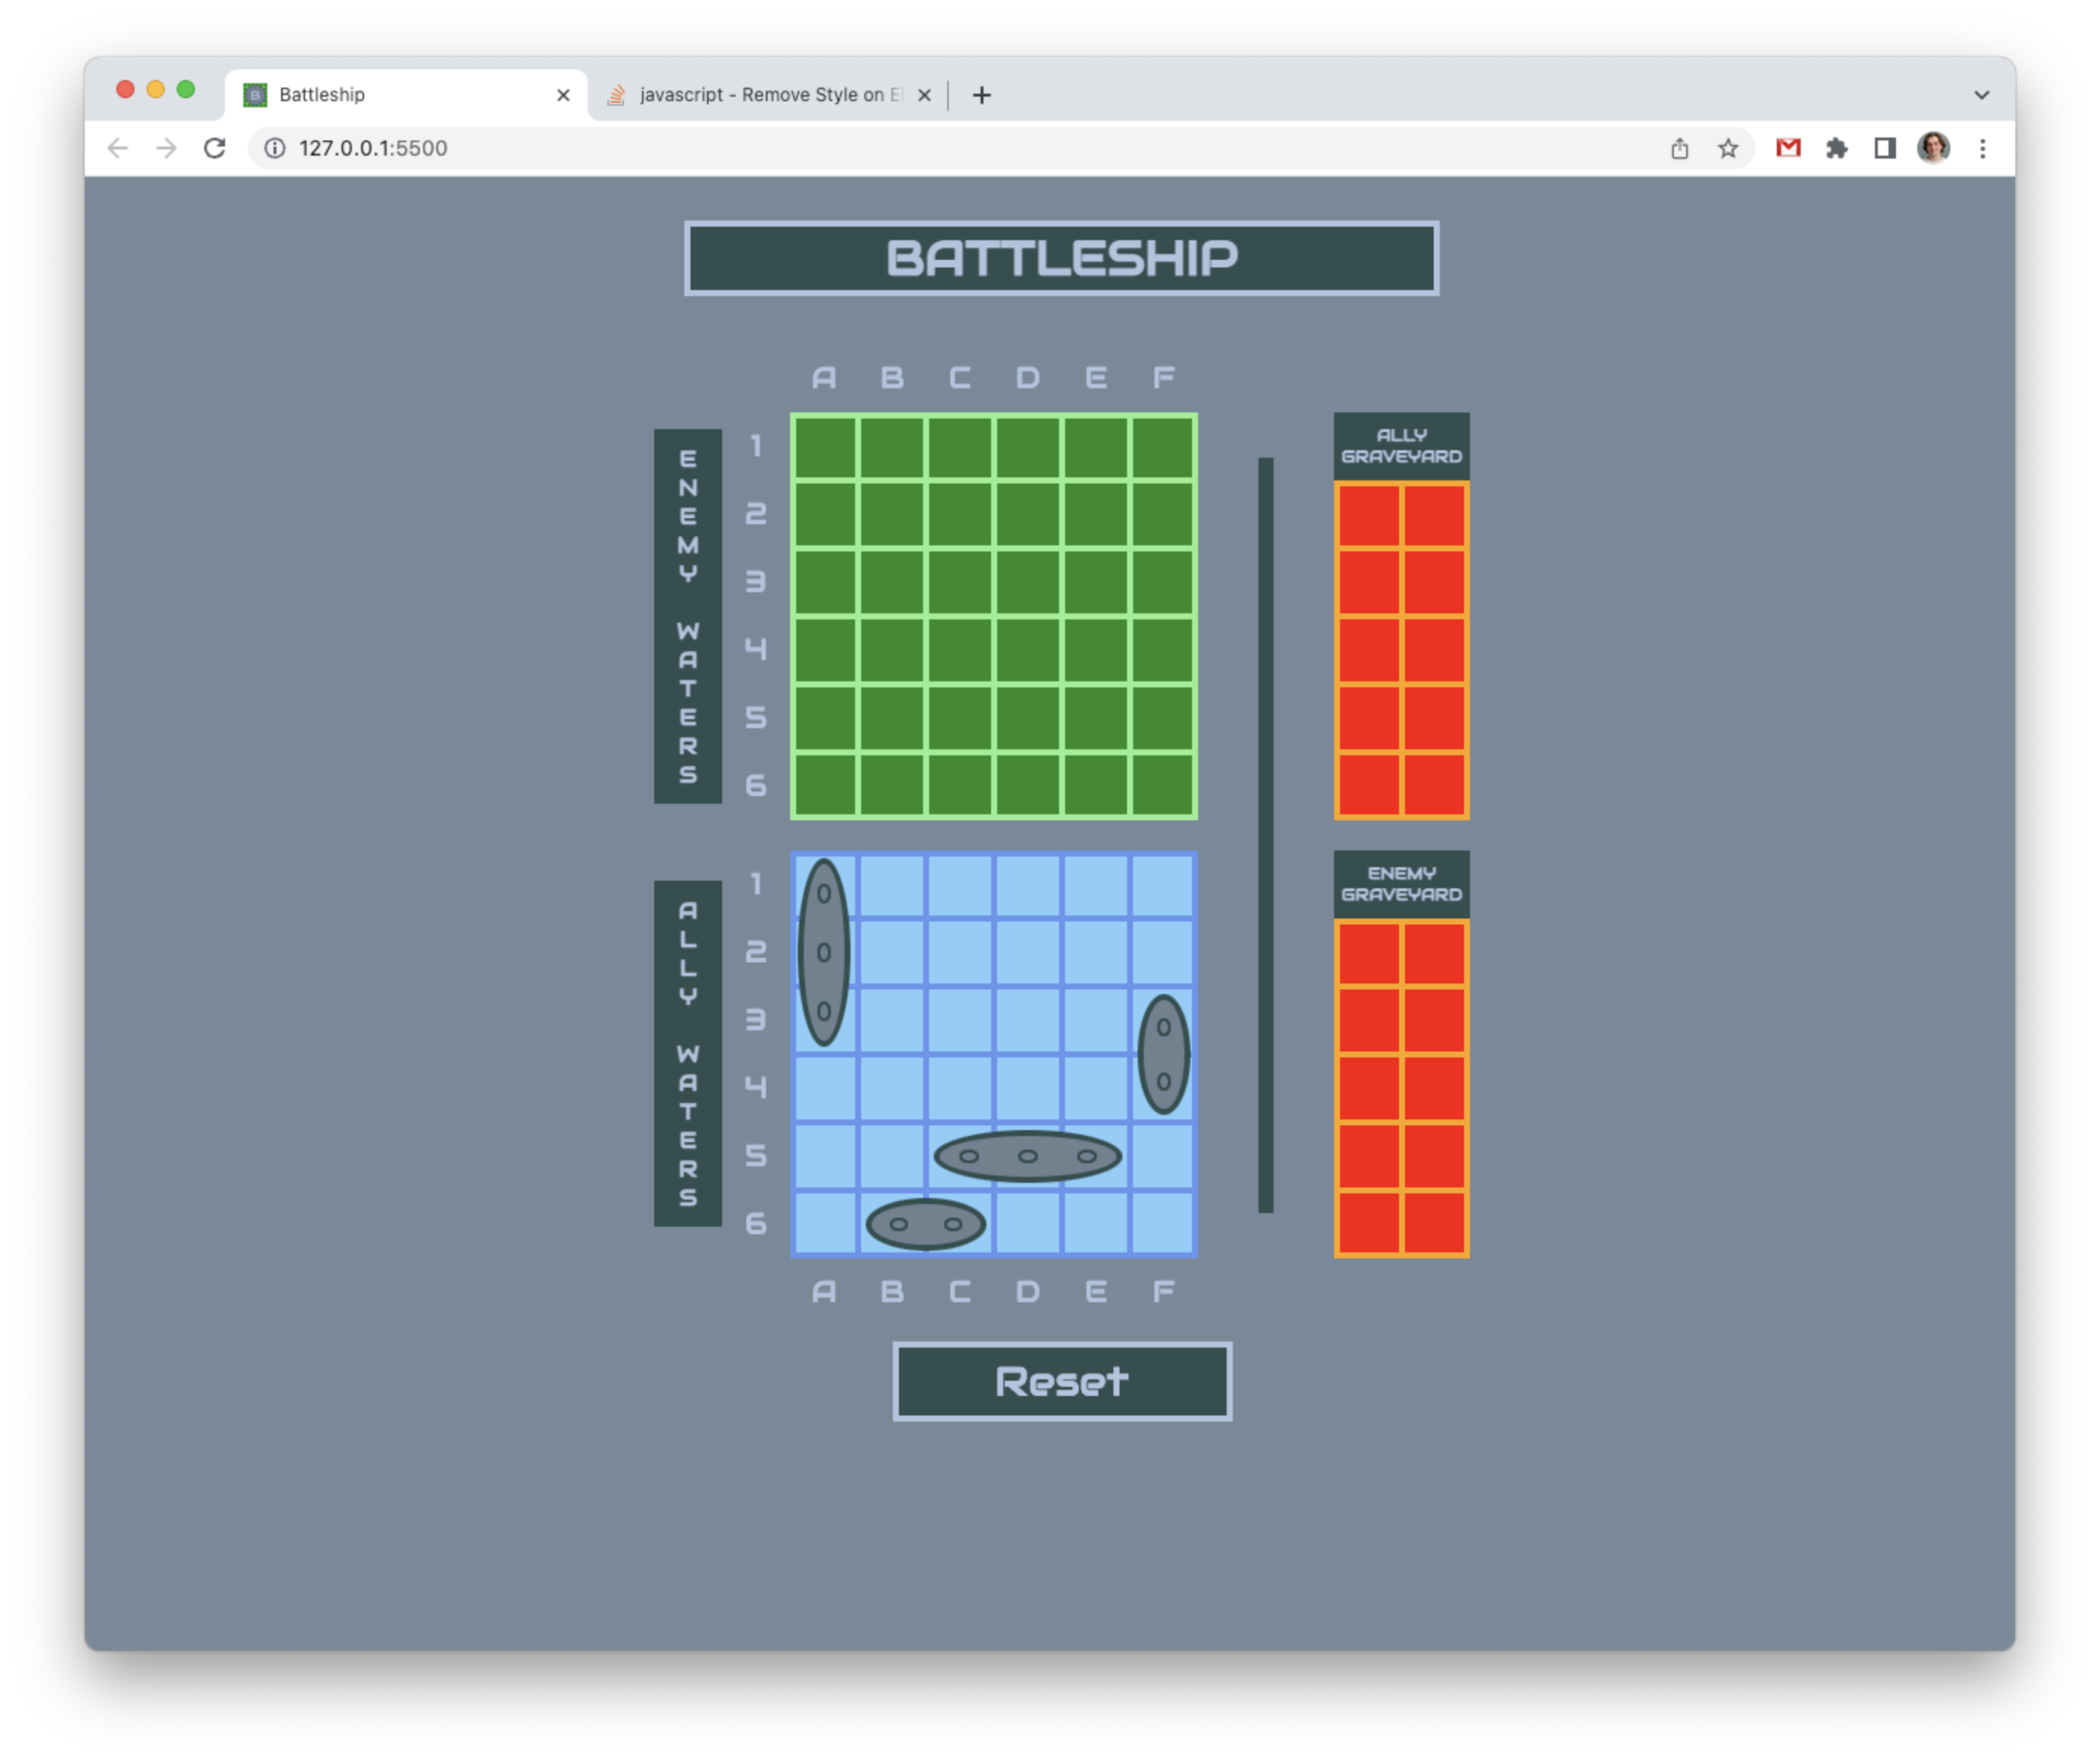 Battleship
javascript - Remove Style on El
127.0.0.1:5500
BATTLESHIP
A B C D E F
ENEMY WATERS
1
2
3
4
5
6
ALLY
GRAVEYARD
ALLY WATERS
1
2
3
4
5
6
ENEMY
GRAVEYARD
A B C D E F
Reset